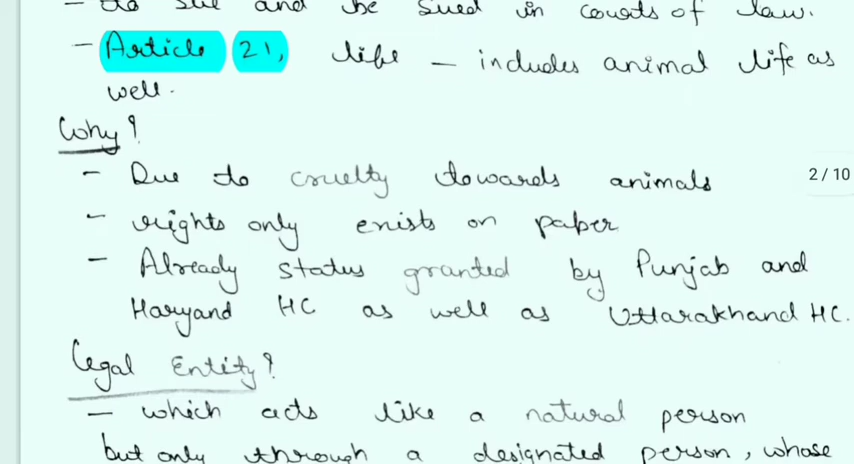 - to sue and be sued in courts of law.
- Article 21, life - includes animal life as
well.
Why?
- Due to cruelty towards animals
2/10
- rights only exists on paper
- Already status granted by Punjab and
Haryand HC as well as Uttarakhand HC.
Legal Entity?
- which acts like a natural person
but only through a designated person, whose